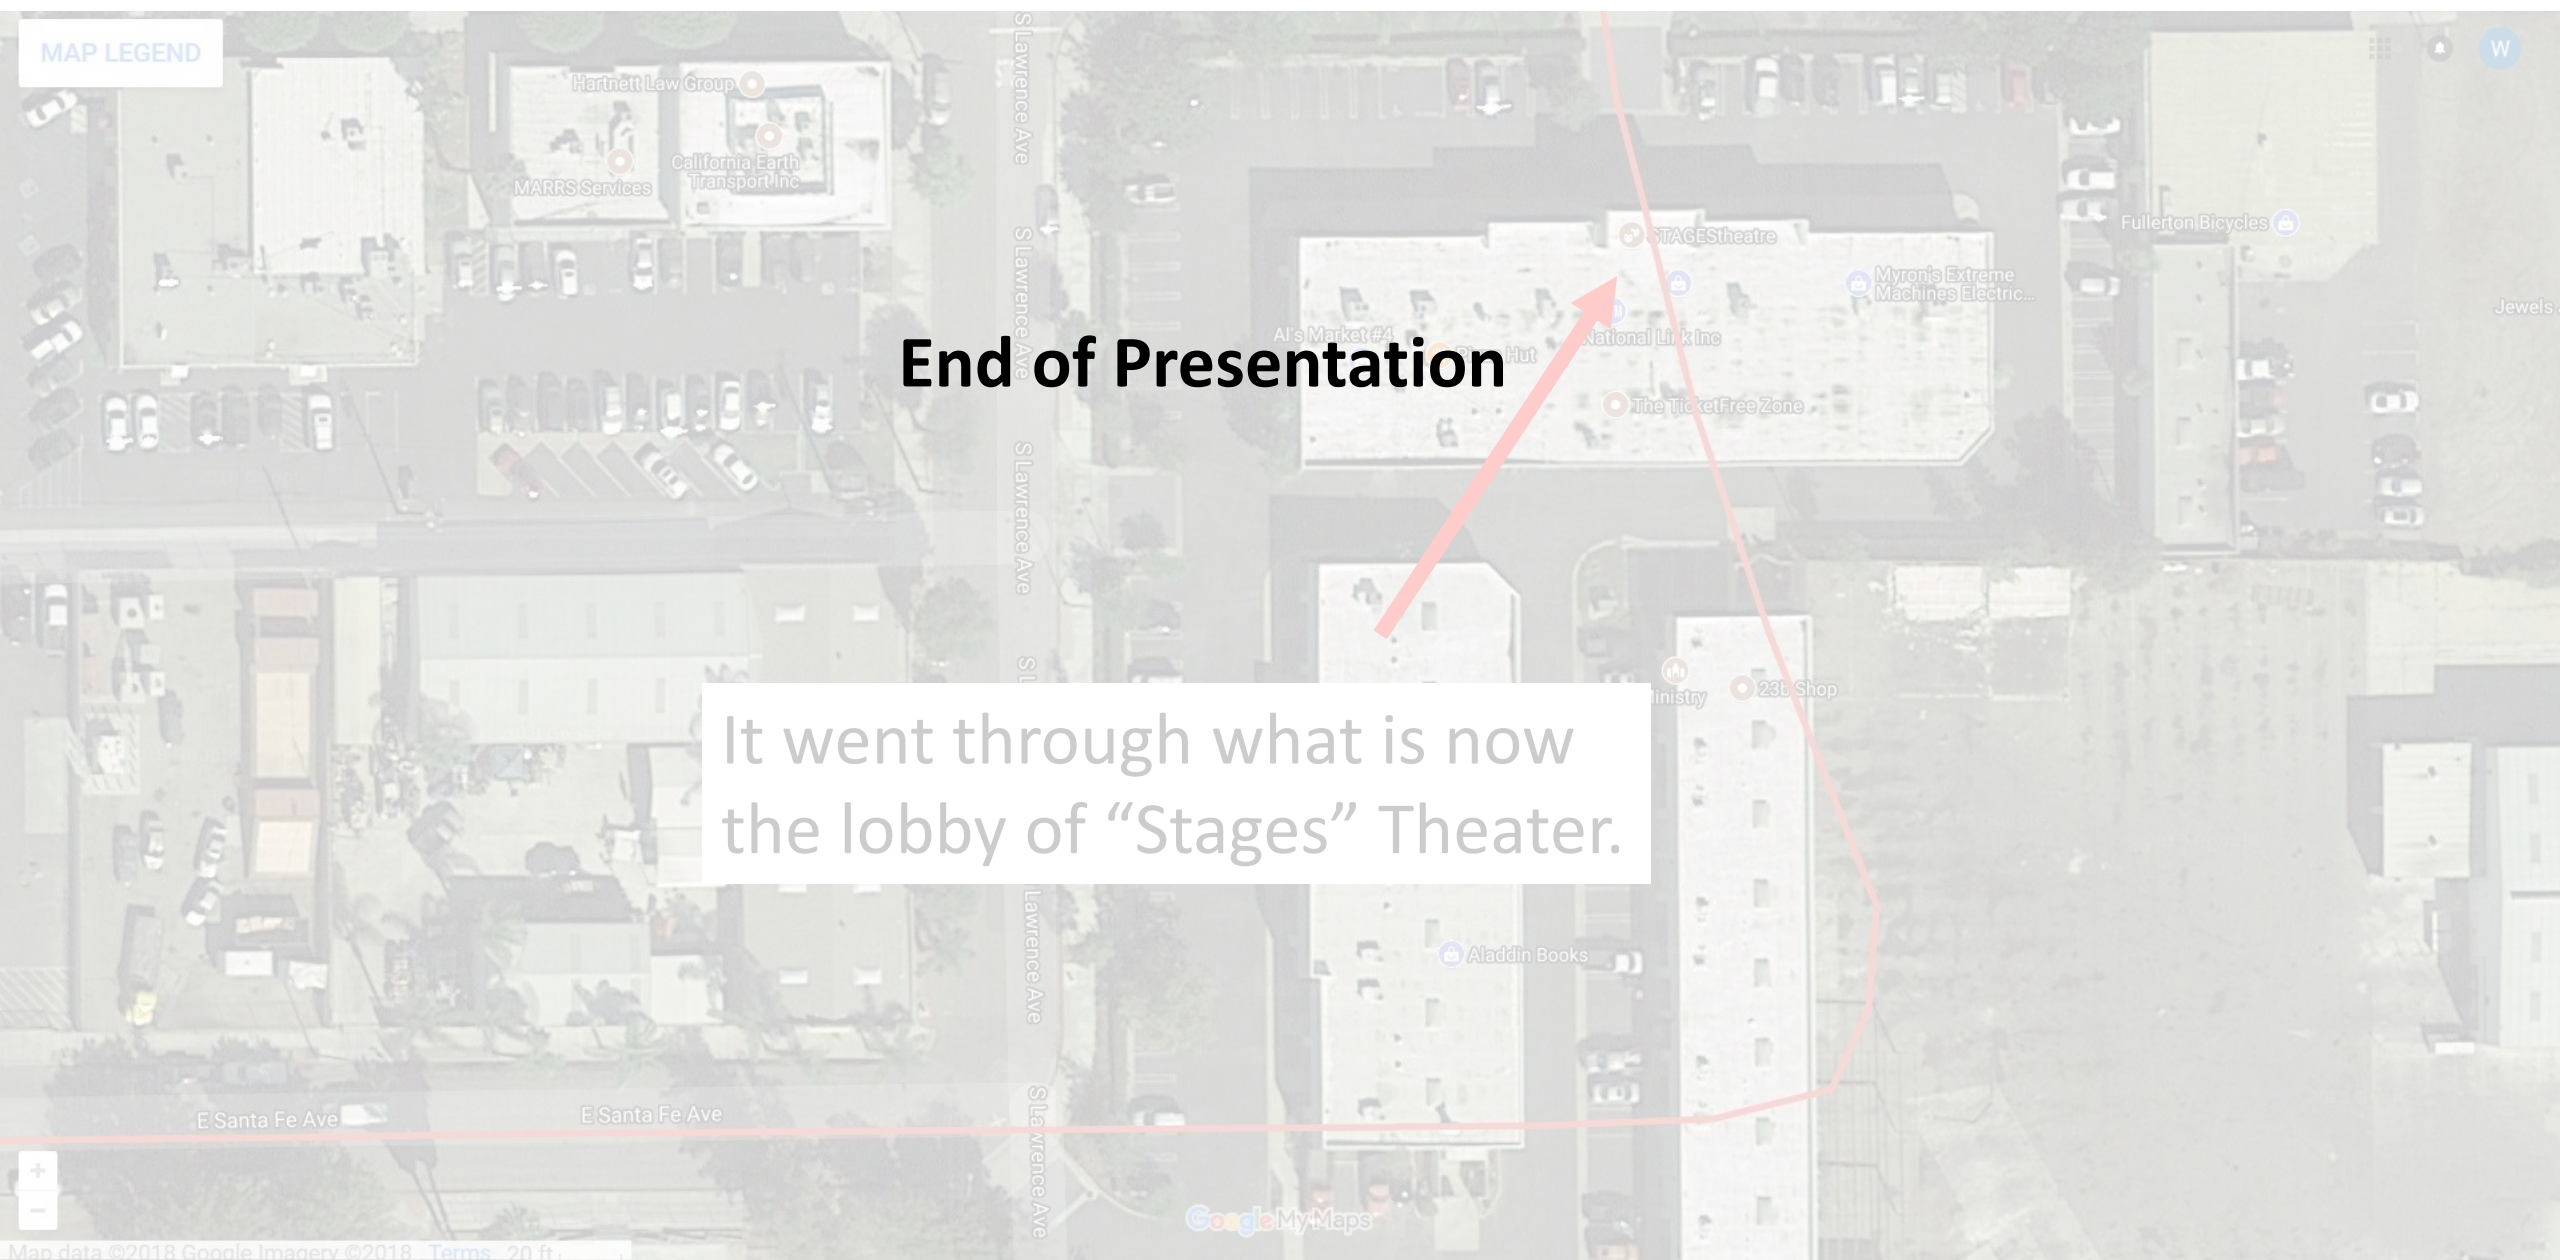 MAP LEGEND
W
Hartnett Law Group
California Earth
Transport Inc
MARRS Services
S Lawrence Ave
S Lawrence Ave
S Lawrence Ave
STAGEStheatre
Myron's Extreme
Machines Electric...
Fullerton Bicycles
Jewels
Al's Market #4
National Link Inc
Hut
The TicketFree Zone
End of Presentation
23b Shop
It went through what is now
the lobby of “Stages” Theater.
Lawrence Ave
Aladdin Books
S Lawrence Ave
E Santa Fe Ave
E Santa Fe Ave
+
−
Google My Maps
Map data ©2018 Google Imagery ©2018 Terms 20 ft